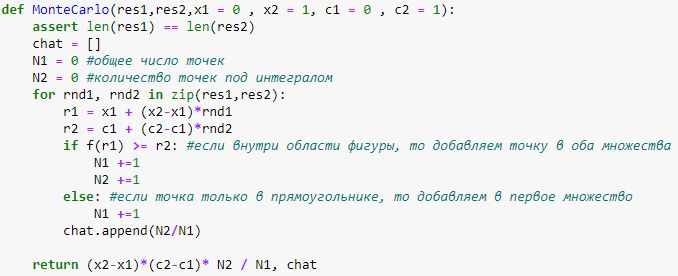 def MonteCarlo(res1,res2,x1 = 0 , x2 = 1, c1 = 0 , c2 = 1):
    assert len(res1) == len(res2)
    chat = []
    N1 = 0 #общее число точек
    N2 = 0 #количество точек под интегралом
    for rnd1, rnd2 in zip(res1,res2):
        r1 = x1 + (x2-x1)*rnd1
        r2 = c1 + (c2-c1)*rnd2
        if f(r1) >= r2: #если внутри области фигуры, то добавляем точку в оба множества
            N1 +=1
            N2 +=1
        else: #если точка только в прямоугольнике, то добавляем в первое множество
            N1 +=1
        chat.append(N2/N1)
    return (x2-x1)*(c2-c1)* N2 / N1, chat